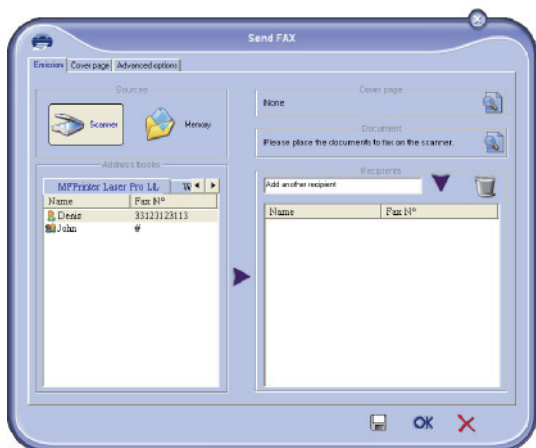 Send FAX
Emission Cover page Advanced options
Sources
Scanner Memory
Address books
MFPrinter Laser Pro LL W
Name Fax N°
Denis 33123123113
John #
Cover page
None
Document
Please place the documents to fax on the scanner.
Recipients
Add another recipient
Name Fax N°
OK